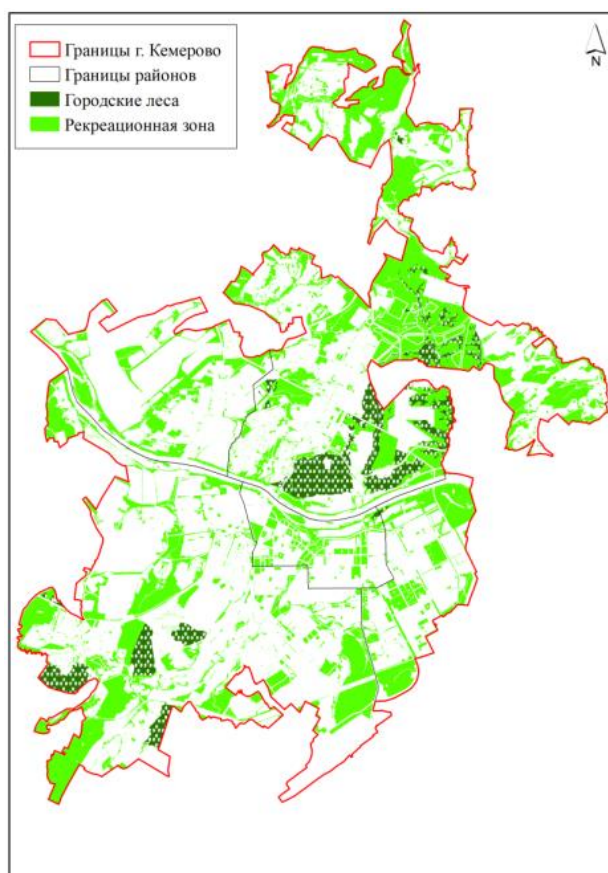 Границы г. Кемерово
Границы районов
Городские леса
Рекреационная зона
N